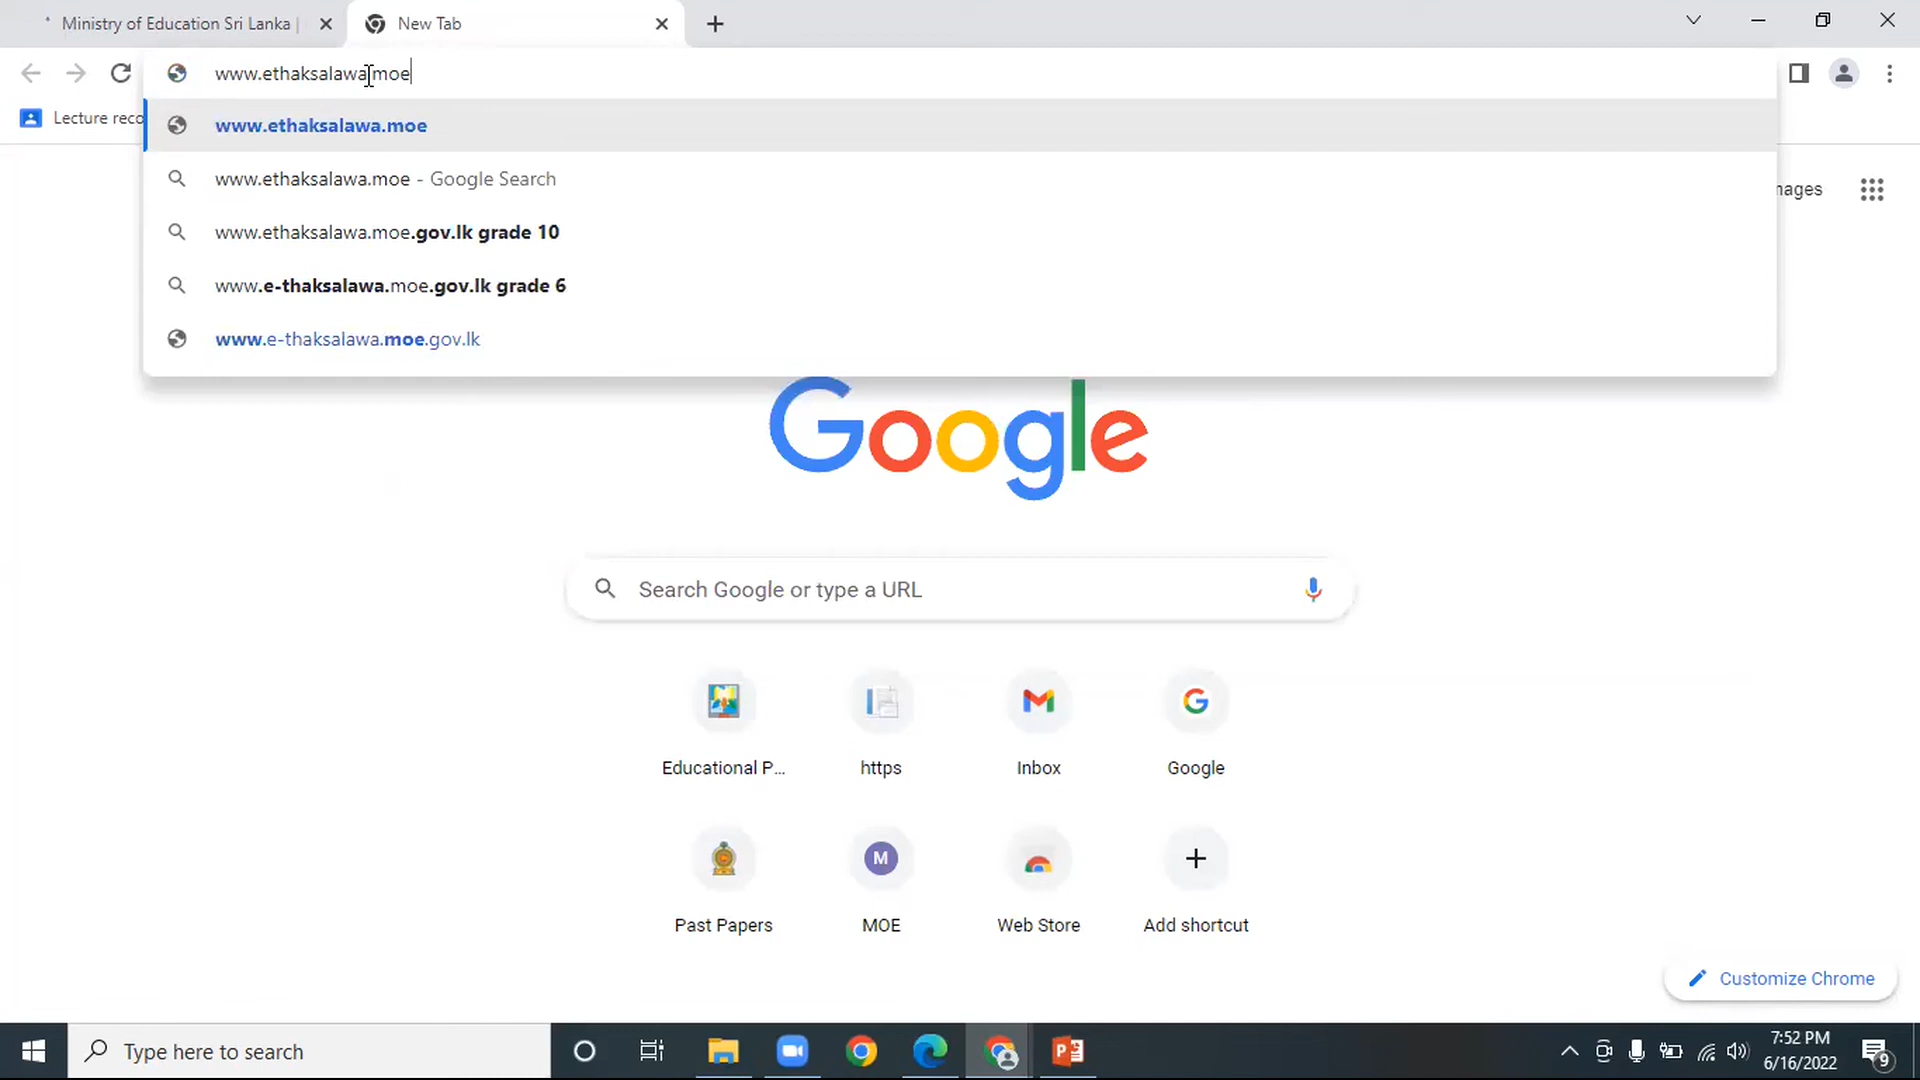 Ministry of Education Sri Lanka |
New Tab
www.ethaksalawa.moe
Lecture reco
www.ethaksalawa.moe
www.ethaksalawa.moe - Google Search
www.ethaksalawa.moe.gov.lk grade 10
www.e-thaksalawa.moe.gov.lk grade 6
www.e-thaksalawa.moe.gov.lk
mages
Google
Search Google or type a URL
Educational P...
https
Inbox
Google
Past Papers
M
MOE
Web Store
Add shortcut
Customize Chrome
Type here to search
7:52 PM
6/16/2022
9